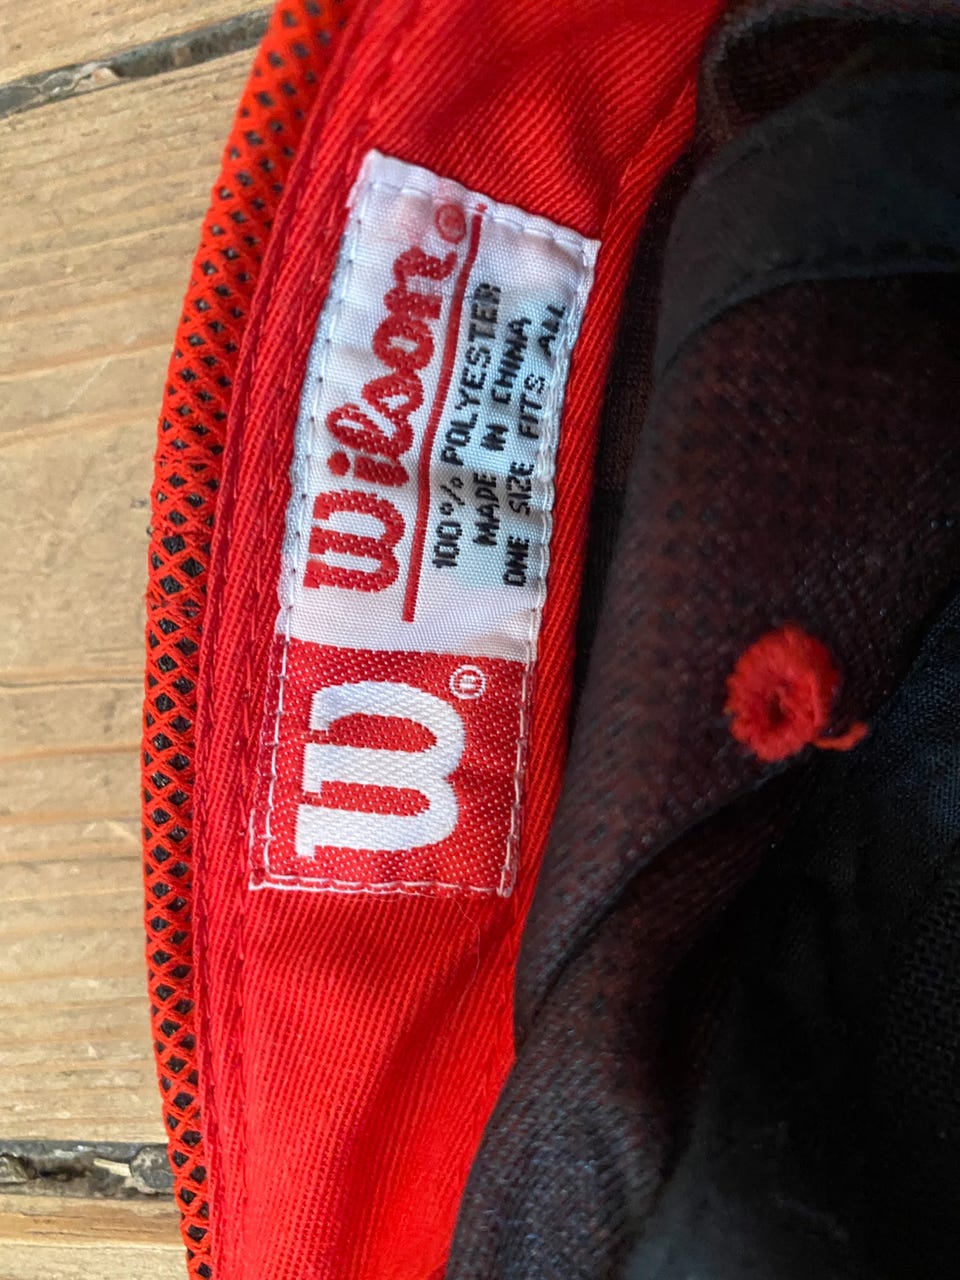 Wilson®
100% POLYESTER
MADE IN CHINA
ONE SIZE FITS ALL
W®